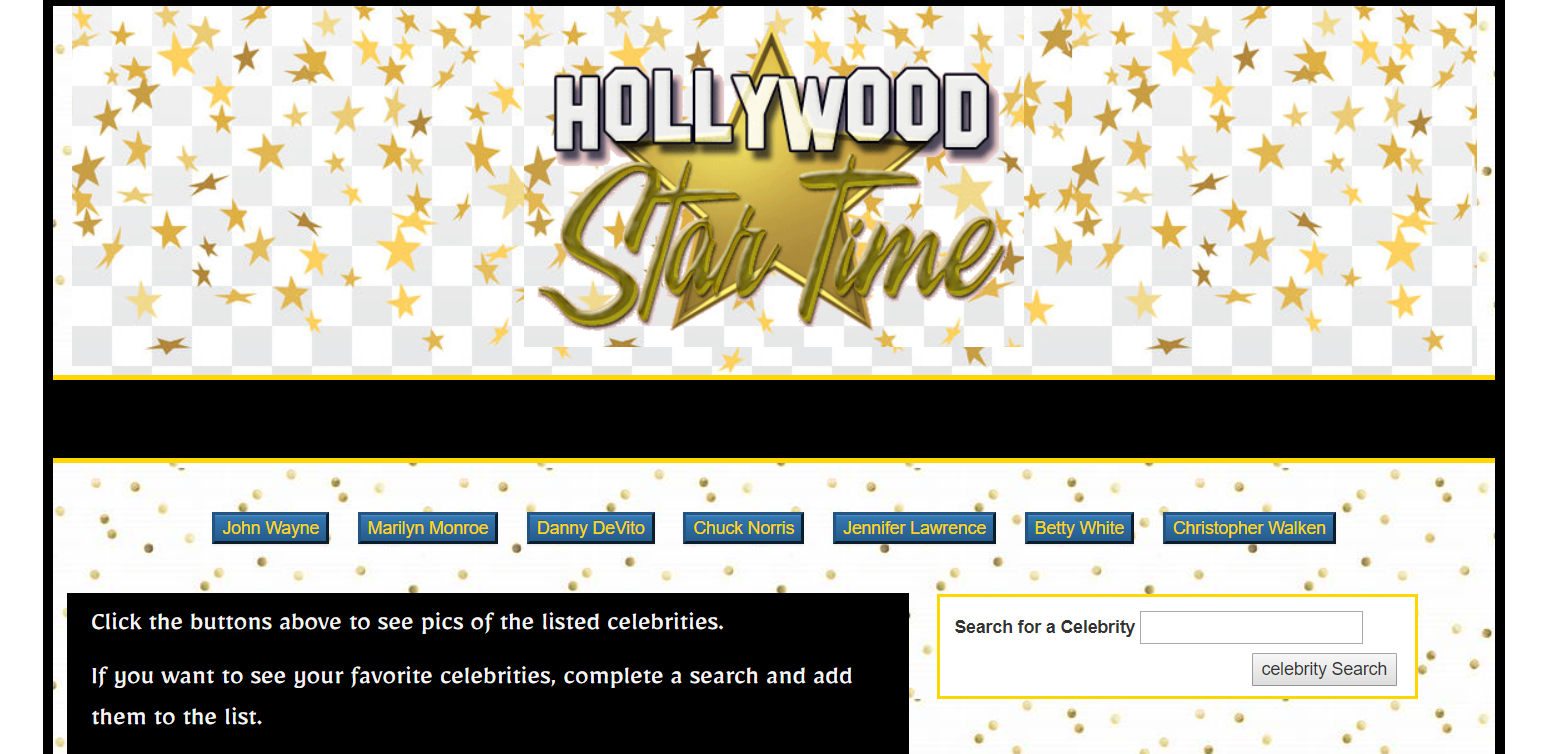 HOLLYWOOD
Star Time
John Wayne Marilyn Monroe Danny DeVito Chuck Norris Jennifer Lawrence Betty White Christopher Walken
Click the buttons above to see pics of the listed celebrities.
If you want to see your favorite celebrities, complete a search and add
them to the list.
Search for a Celebrity
celebrity Search